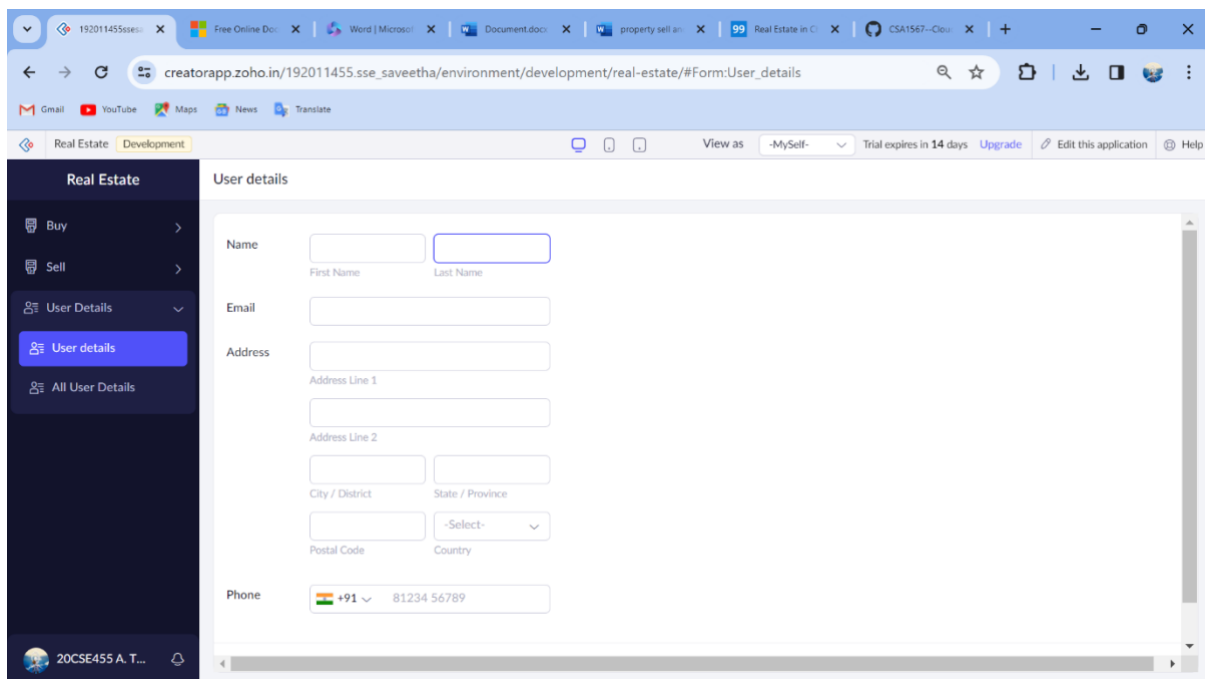 192011455sses
Free Online Doc
Word | Microsof
Document.docx
property sell an
99 Real Estate in C
CSA1567--Clou
creatorapp.zoho.in/192011455.sse_saveetha/environment/development/real-estate/#Form:User_details
Gmail YouTube Maps News Translate
Real Estate Development View as -MySelf- Trial expires in 14 days Upgrade Edit this application Help
Real Estate
User details
Buy
Sell
User Details
User details
All User Details
Name
First Name Last Name
Email
Address
Address Line 1
Address Line 2
City / District State / Province
-Select-
Postal Code Country
Phone +91 81234 56789
20CSE455 A. T...